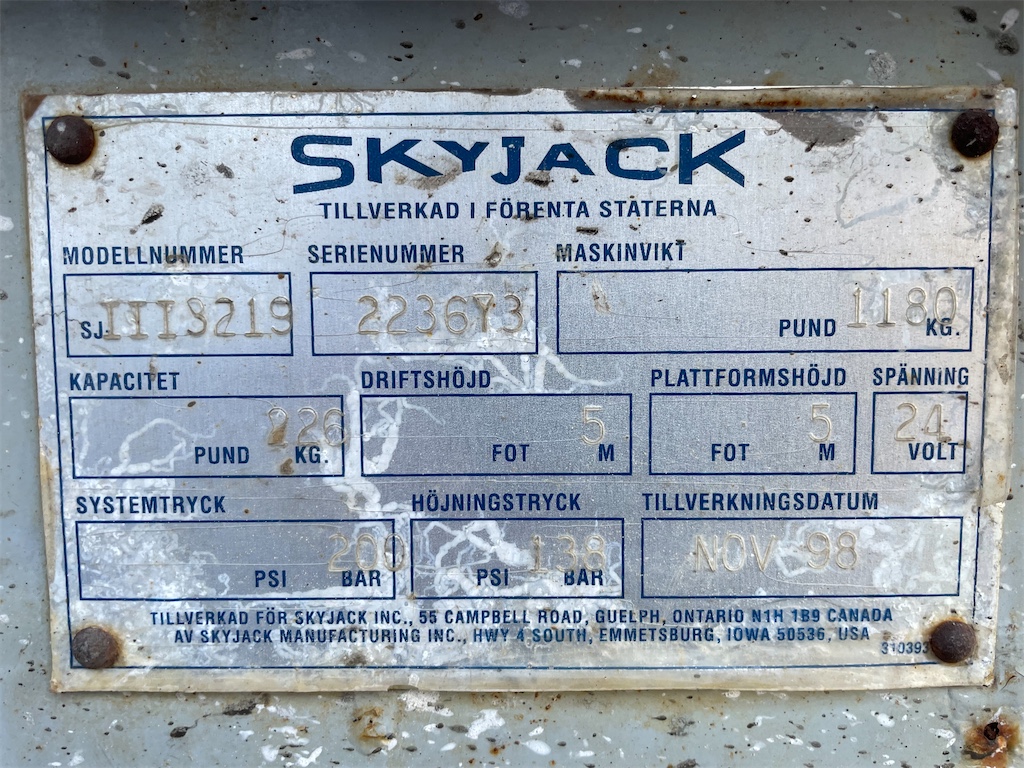 SKYJACK
TILLVERKAD I FÖRENTA STATERNA
MODELLNUMMER SERIENUMMER MASKINVIKT
SJ-III3219 223673 PUND 1180 KG.
KAPACITET DRIFTSHÖJD PLATTFORMSHÖJD SPÄNNING
PUND 226 KG. FOT 5 M FOT 5 M 24 VOLT
SYSTEMTRYCK HÖJNINGSTRYCK TILLVERKNINGSDATUM
PSI 200 BAR PSI 138 BAR NOV 98
TILLVERKAD FÖR SKYJACK INC., 55 CAMPBELL ROAD, GUELPH, ONTARIO N1H 1B9 CANADA
AV SKYJACK MANUFACTURING INC., HWY 4 SOUTH, EMMETSBURG, IOWA 50536, USA
310393